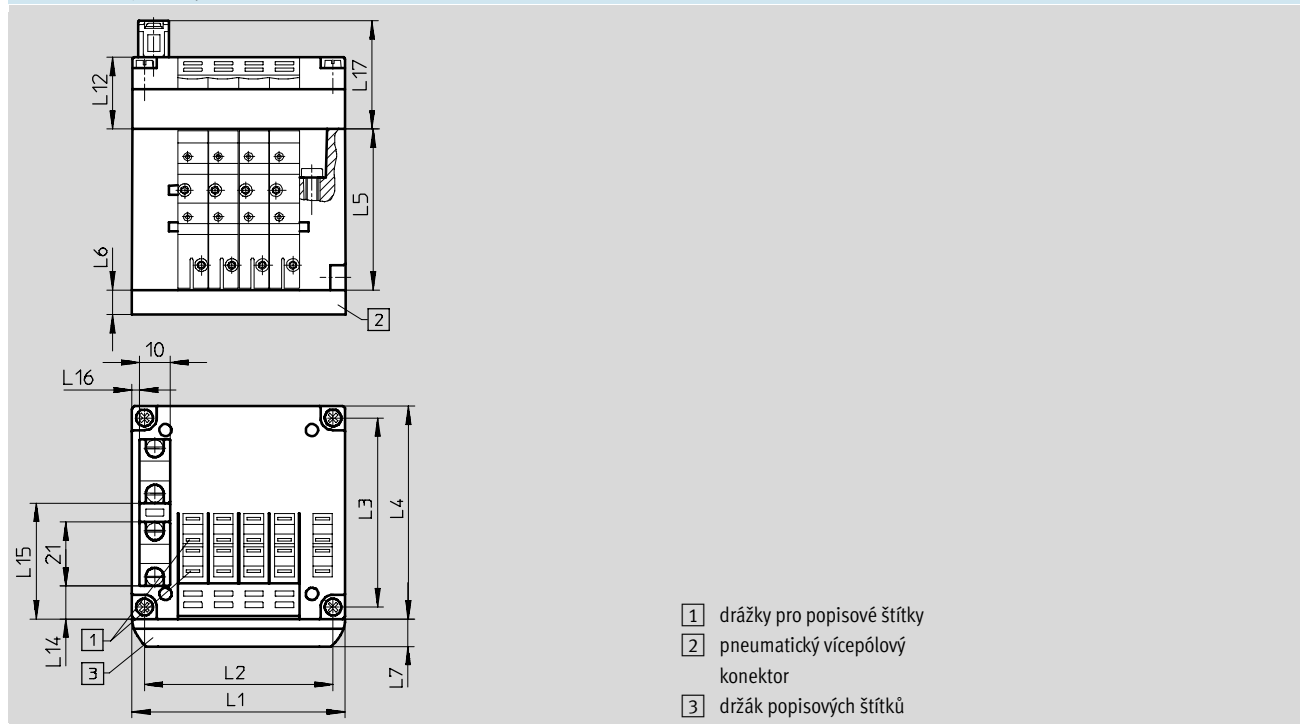 L12
L17
L5
L6
2
10
L16
L15
21
L14
L3
L4
1
3
L2
L1
L7
1 drážky pro popisové štítky
2 pneumatický vícepólový
konektor
3 držák popisových štítků